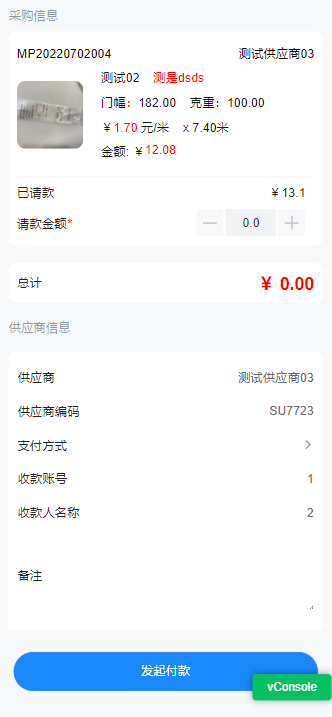 采购信息
MP20220702004 测试供应商03
测试02 测是dsds
门幅: 182.00 克重: 100.00
￥1.70 元/米 x 7.40米
金额: ￥12.08
已请款 ￥13.1
请款金额* 0.0
总计 ￥ 0.00
供应商信息
供应商 测试供应商03
供应商编码 SU7723
支付方式
收款账号 1
收款人名称 2
备注
发起付款
vConsole